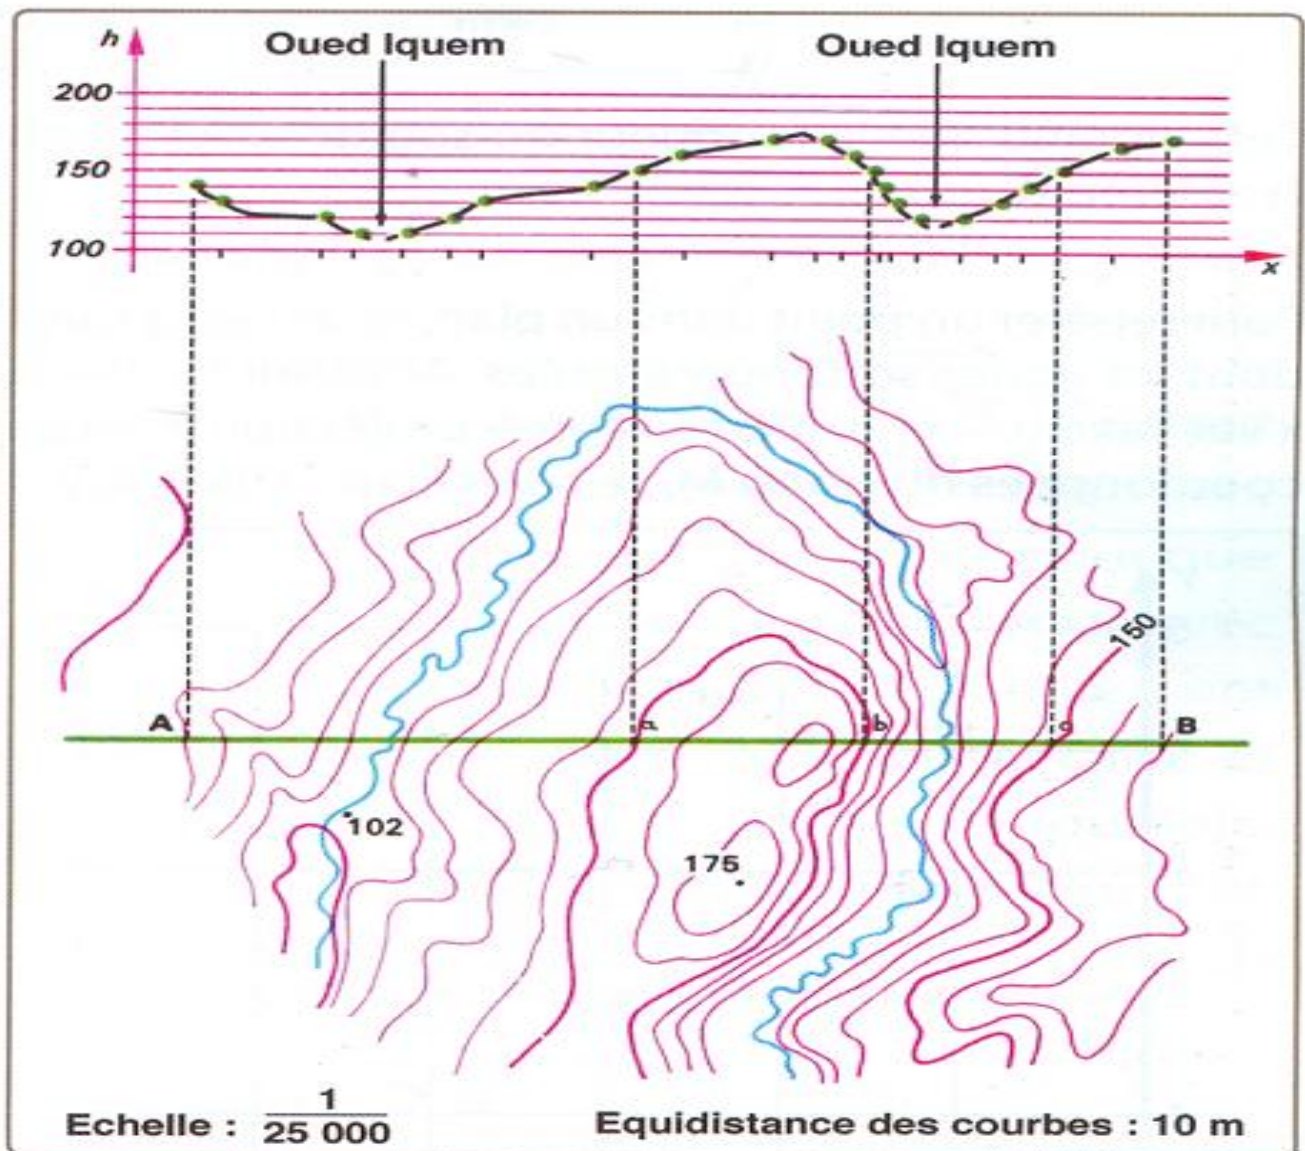 h
Oued Iquem
Oued Iquem
200
150
100
x
150
A
a
b
c
B
102
175
Echelle : 1/25 000
Equidistance des courbes : 10 m